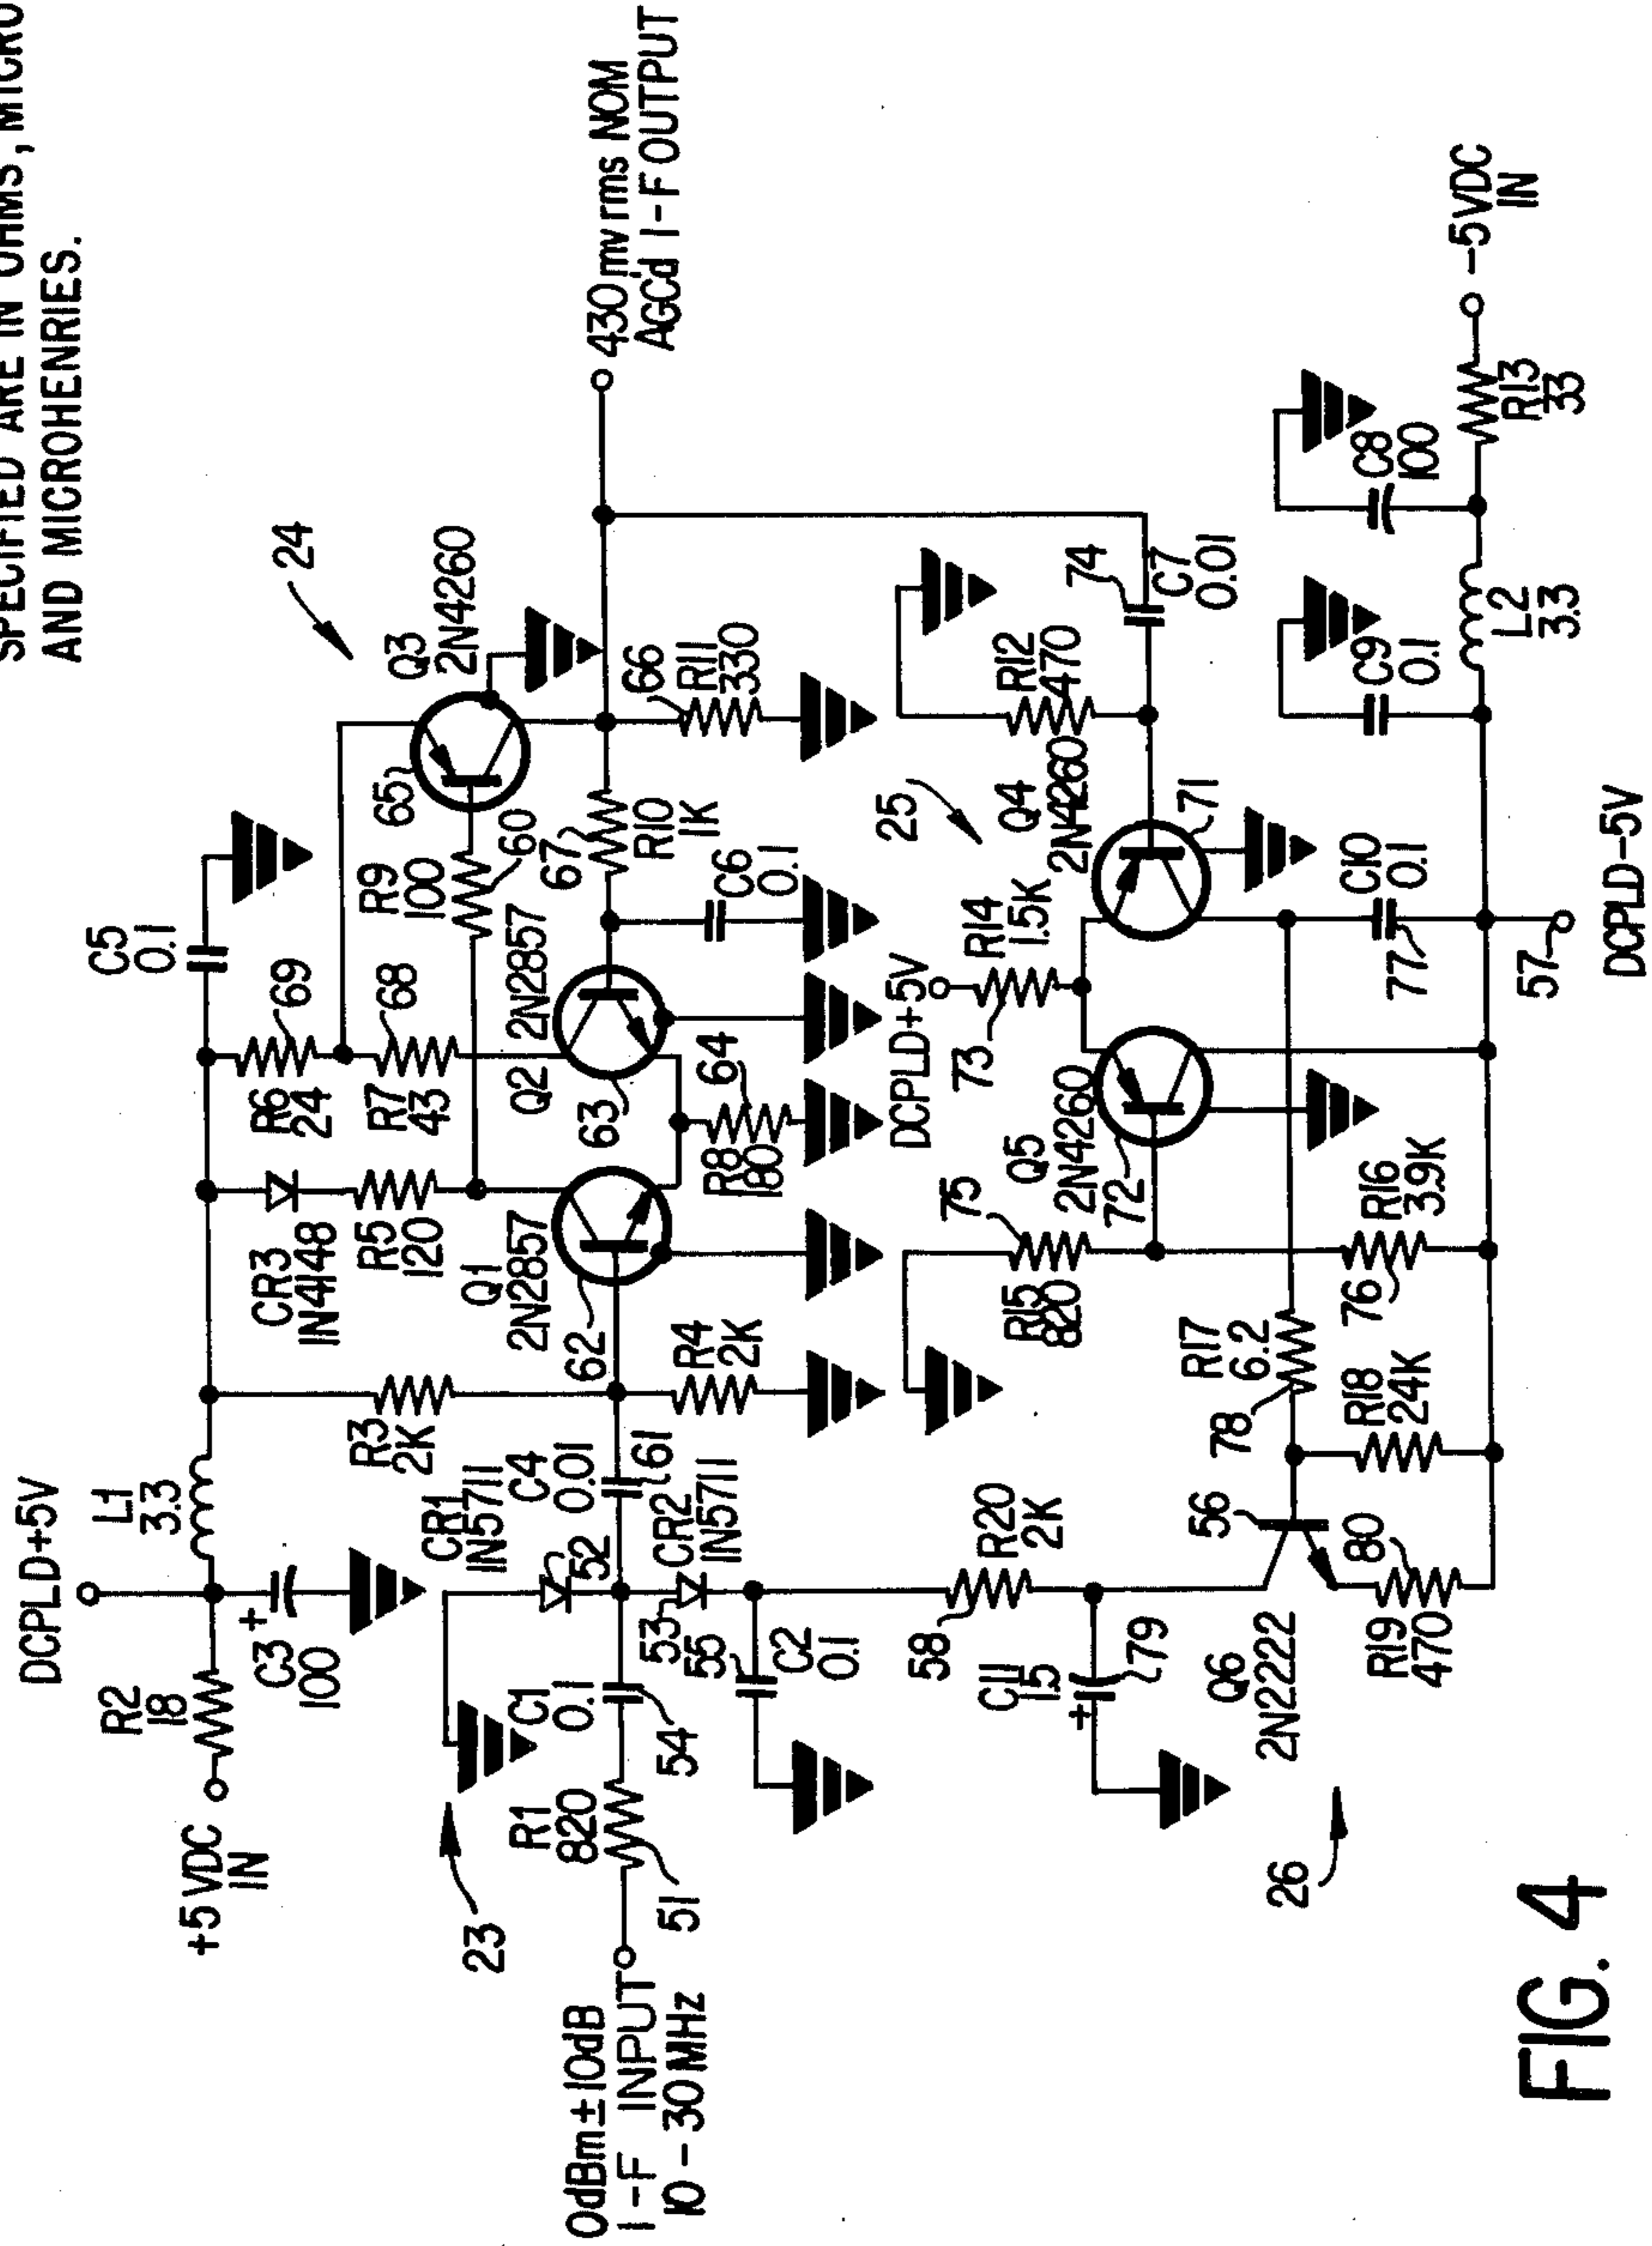 SPECIFIED ARE IN OHMS, MICRO
AND MICROHENRIES.
DCPLD+5V
+5 VDC
IN
R2
18
C3
100
+
L1
3.3
C5
0.1
R3
2K
CR3
1N4148
R5
120
R6
24
69
R7
43
68
R9
100
60
65
Q3
2N4260
24
23
0dBm±10dB
I-F INPUT
10-30 MHz
R1
820
51
C1
0.1
54
CR1
1N5711
52
C4
0.01
61
CR2
1N5711
53
55
C2
0.1
62
Q1
2N2857
R4
2K
R8
180
64
63
Q2
2N2857
C6
0.1
67
R10
1K
66
R11
330
430 mv rms NOM
AGC'd I-F OUTPUT
25
DCPLD+5V
73
R14
1.5K
Q4
2N4260
71
R12
470
74
C7
0.01
75
R15
820
Q5
2N4260
72
76
R16
3.9K
77
C10
0.1
58
R20
2K
C11
15
+
79
Q6
2N2222
56
R17
6.2
78
R18
24K
R19
470
80
26
57
DCPLD-5V
C9
0.1
L2
3.3
C8
100
R13
33
-5VDC
IN
FIG. 4